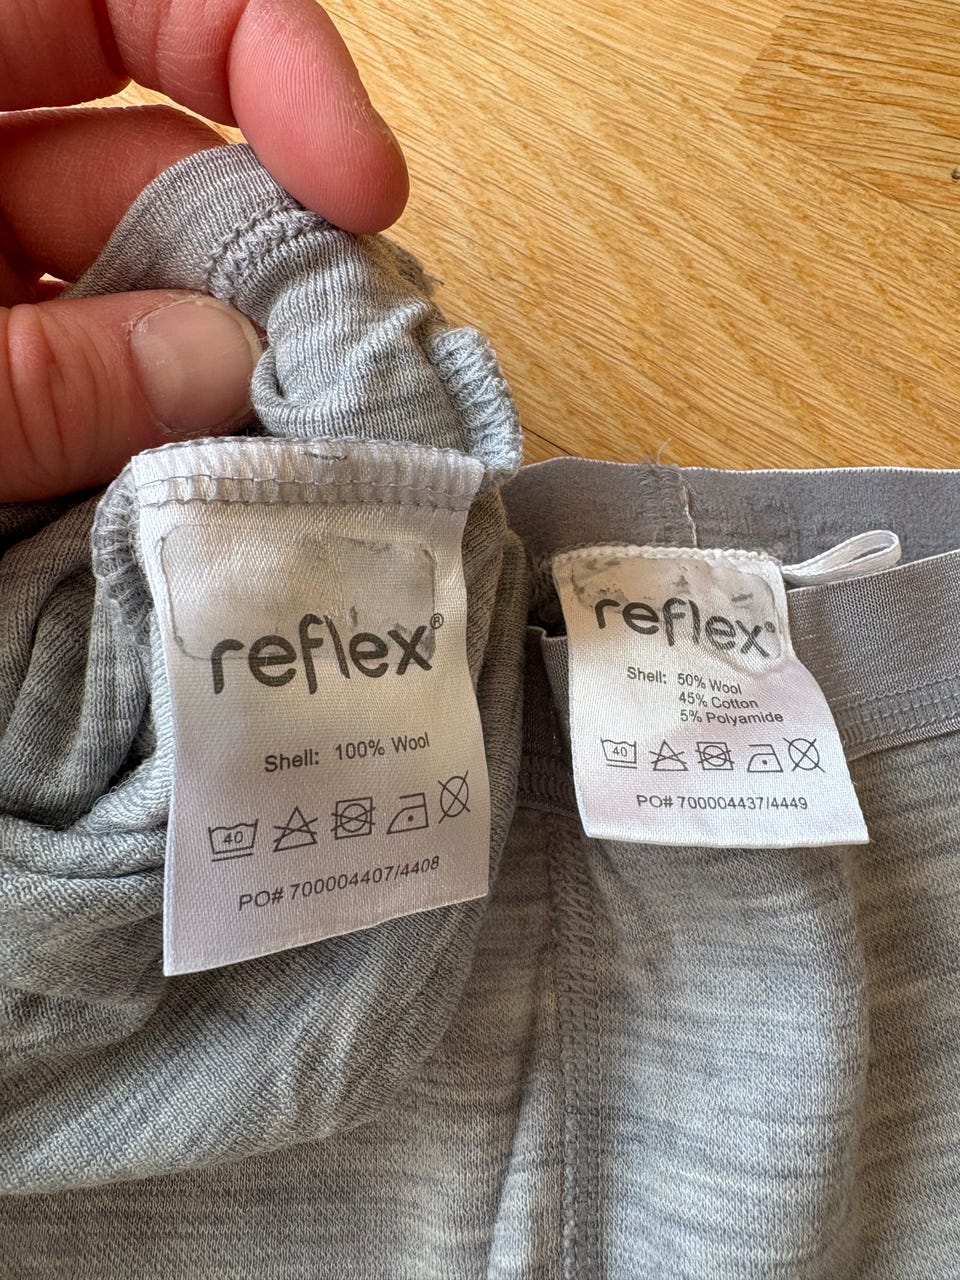 reflex®
Shell: 100% Wool
40
PO# 700004407/4408
reflex®
Shell: 50% Wool
45% Cotton
5% Polyamide
40
PO# 700004437/4449